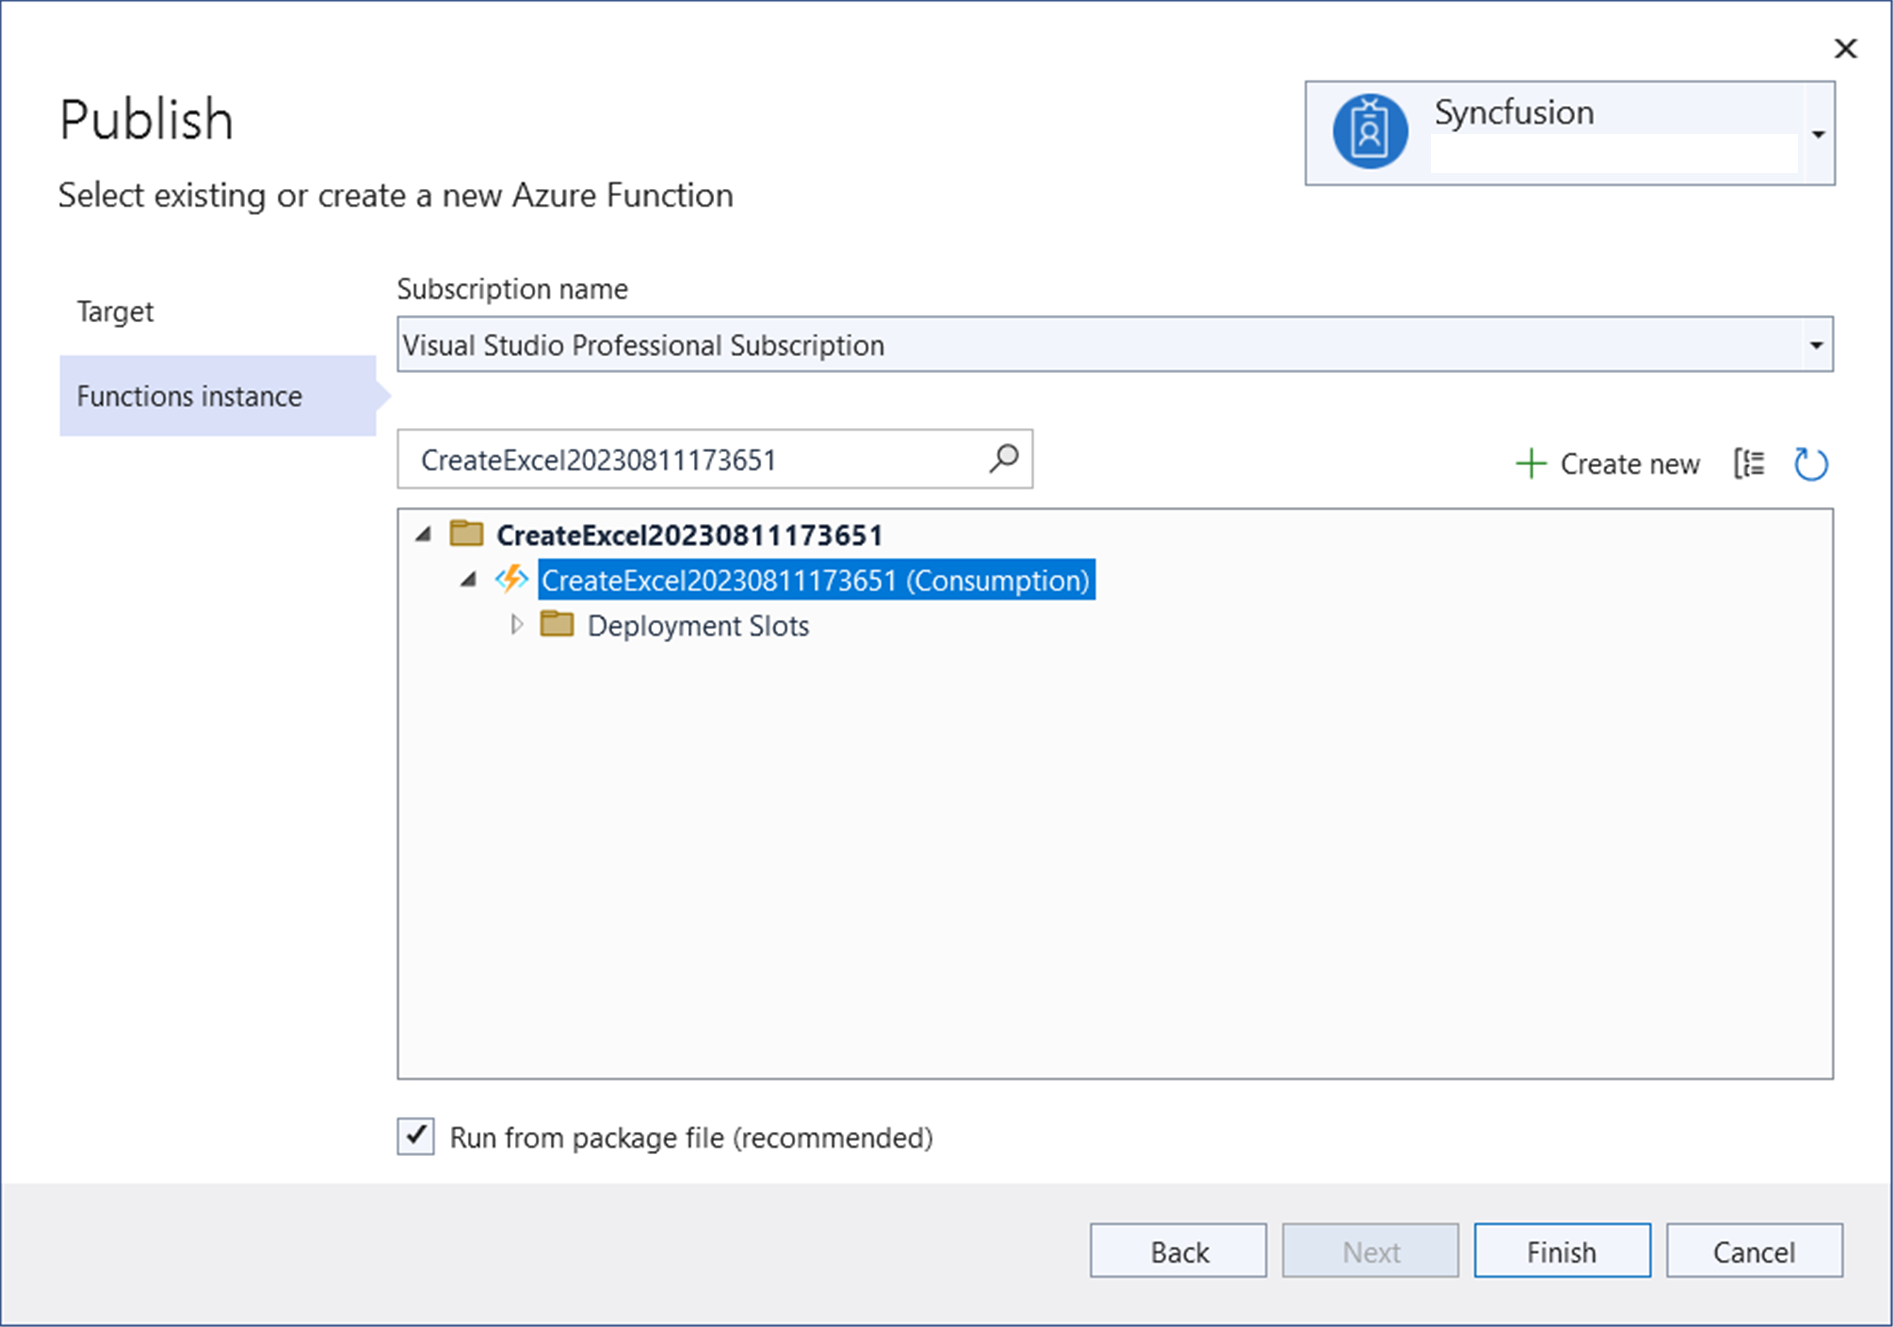 Publish
Syncfusion
Select existing or create a new Azure Function
Target
Functions instance
Subscription name
Visual Studio Professional Subscription
CreateExcel20230811173651
Create new
CreateExcel20230811173651
CreateExcel20230811173651 (Consumption)
Deployment Slots
Run from package file (recommended)
Back
Next
Finish
Cancel